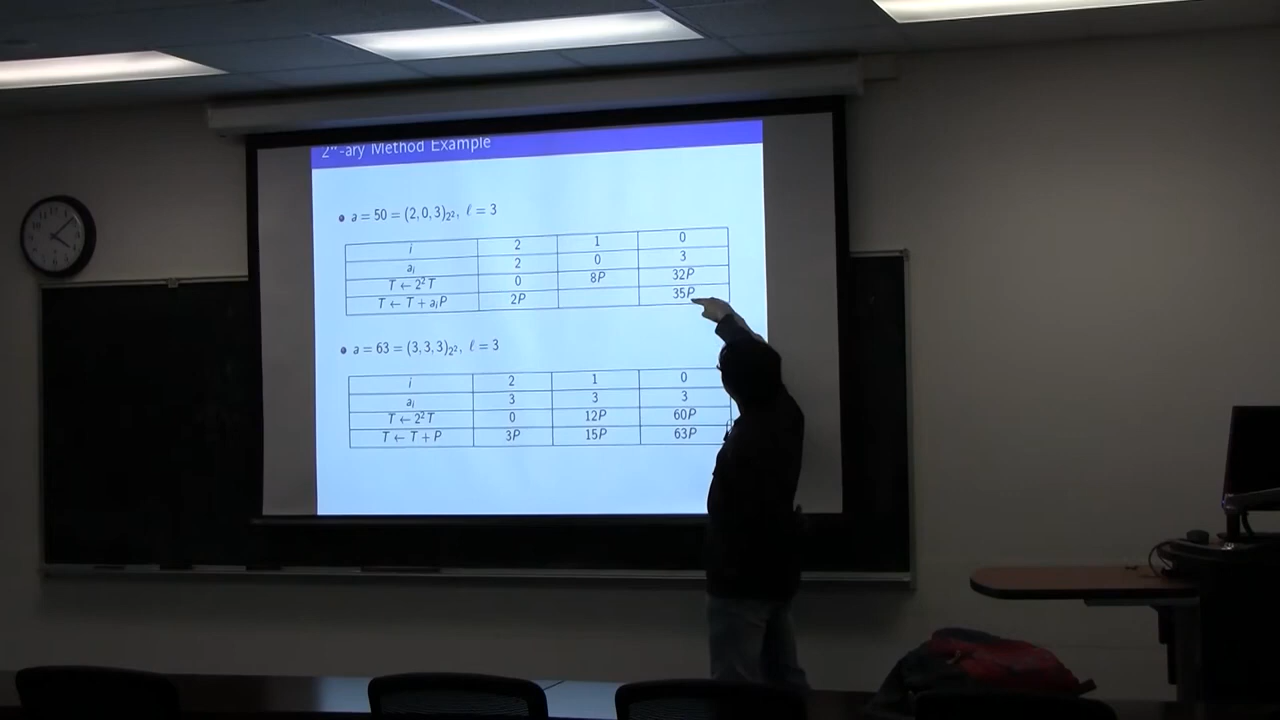 2ʷ-ary Method Example
• a = 50 = (2, 0, 3)₂², ℓ = 3
i 2 1 0
aᵢ 2 0 3
T ← 2²T 0 8P 32P
T ← T + aᵢP 2P 35P
• a = 63 = (3, 3, 3)₂², ℓ = 3
i 2 1 0
aᵢ 3 3 3
T ← 2²T 0 12P 60P
T ← T + P 3P 15P 63P